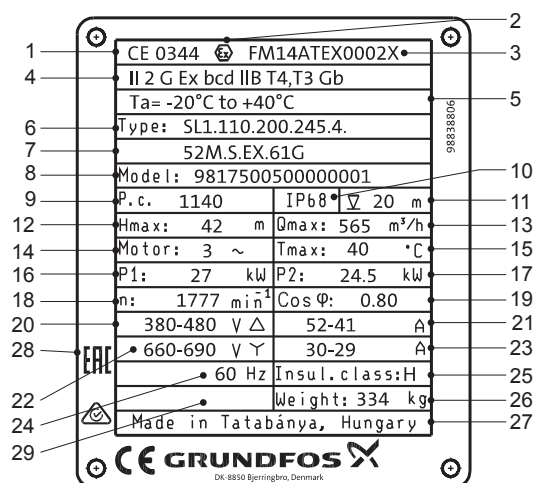 2
1 CE 0344 Ex FM14ATEX0002X 3
4 II 2 G Ex bcd IIB T4,T3 Gb
Ta= -20°C to +40°C 5
98838806
6 Type: SL1.110.200.245.4.
7 52M.S.EX.61G
8 Model: 9817500500000001 10
9 P.c. 1140 IP68 20 m 11
12 Hmax: 42 m Qmax: 565 m³/h 13
14 Motor: 3 ~ Tmax: 40 °C 15
16 P1: 27 kW P2: 24.5 kW 17
18 n: 1777 min⁻¹ Cos φ: 0.80 19
20 380-480 V △ 52-41 A 21
28 EAC 660-690 V Y 30-29 A 23
22 60 Hz Insul.class:H 25
24 Weight: 334 kg 26
29 Made in Tatabánya, Hungary 27
CE GRUNDFOS
DK-8850 Bjerringbro, Denmark